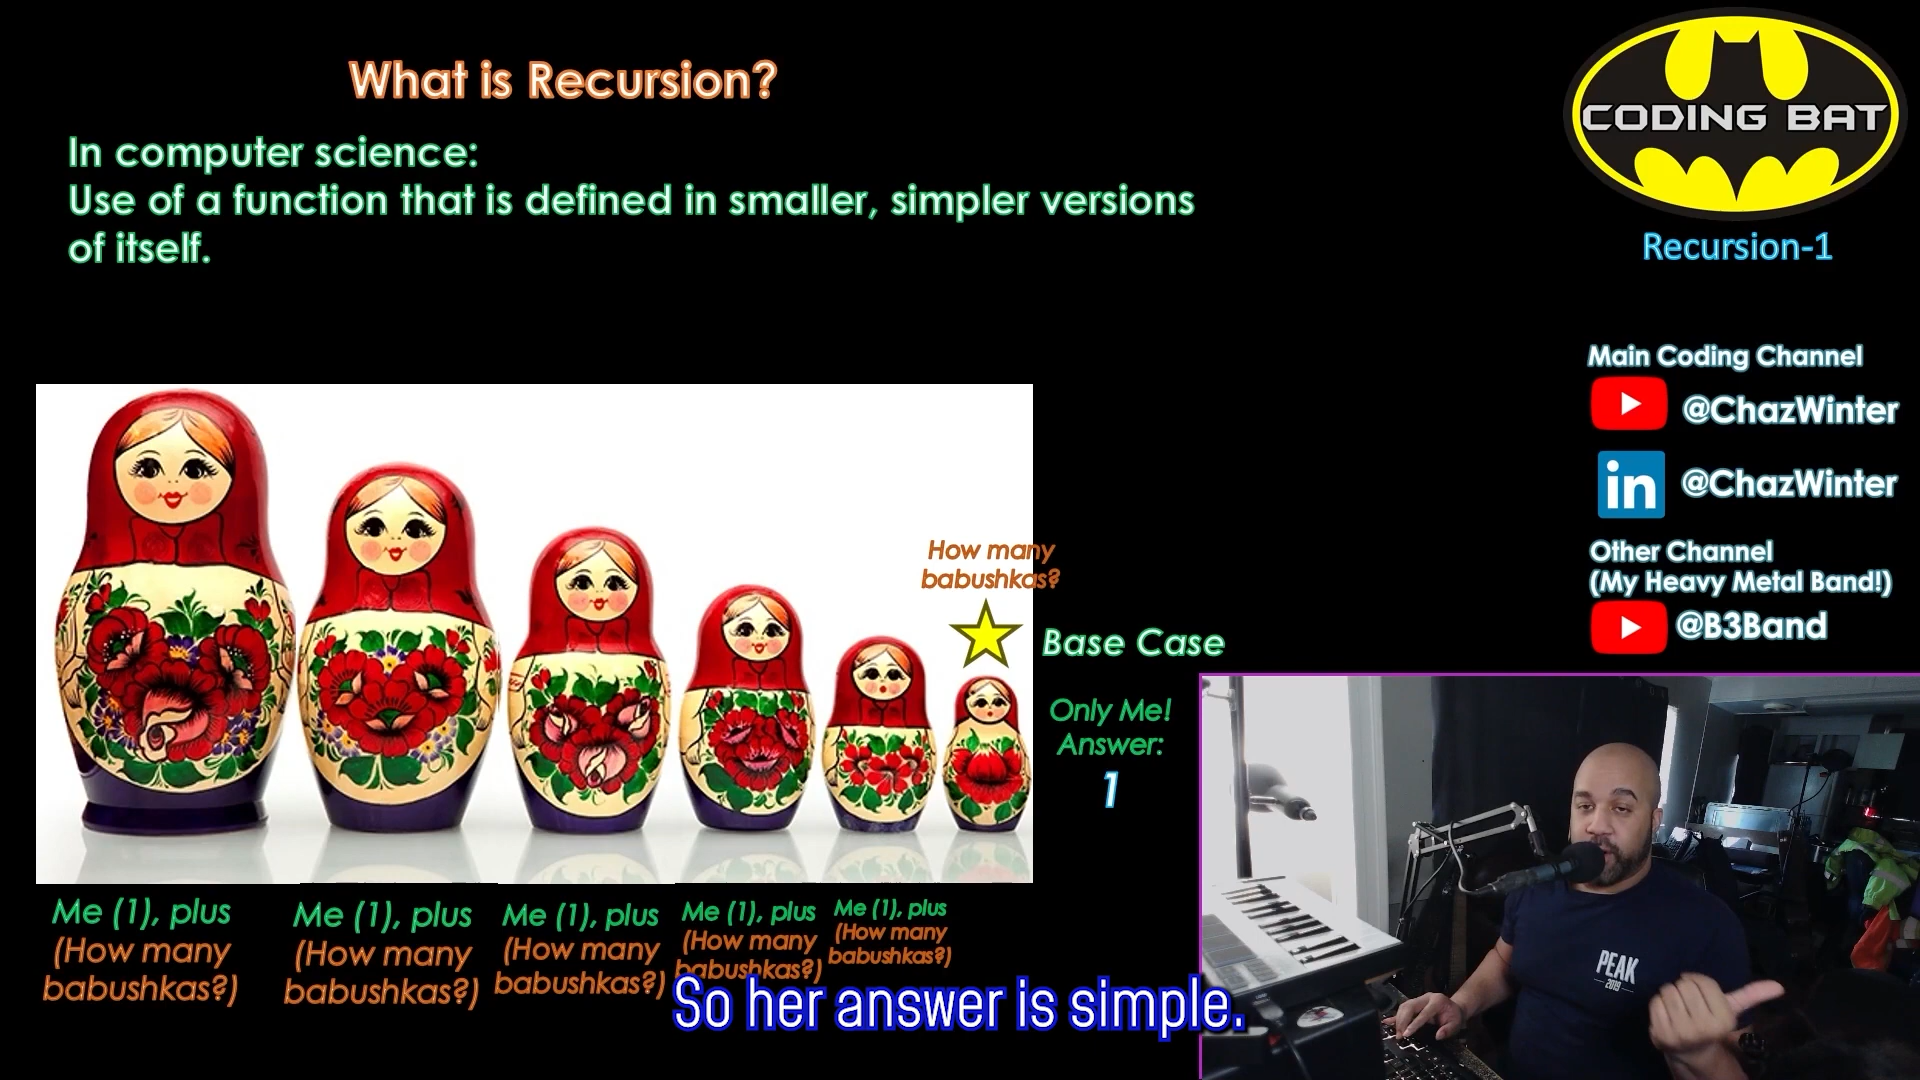 What is Recursion?
In computer science:
Use of a function that is defined in smaller, simpler versions
of itself.
CODING BAT
Recursion-1
Main Coding Channel
@ChazWinter
in @ChazWinter
Other Channel
(My Heavy Metal Band!)
@B3Band
How many
babushkas?
Base Case
Only Me!
Answer:
1
Me (1), plus
(How many
babushkas?)
Me (1), plus
(How many
babushkas?)
Me (1), plus
(How many
babushkas?)
Me (1), plus
(How many
babushkas?)
Me (1), plus
(How many
babushkas?)
So her answer is simple.
PEAK
2019